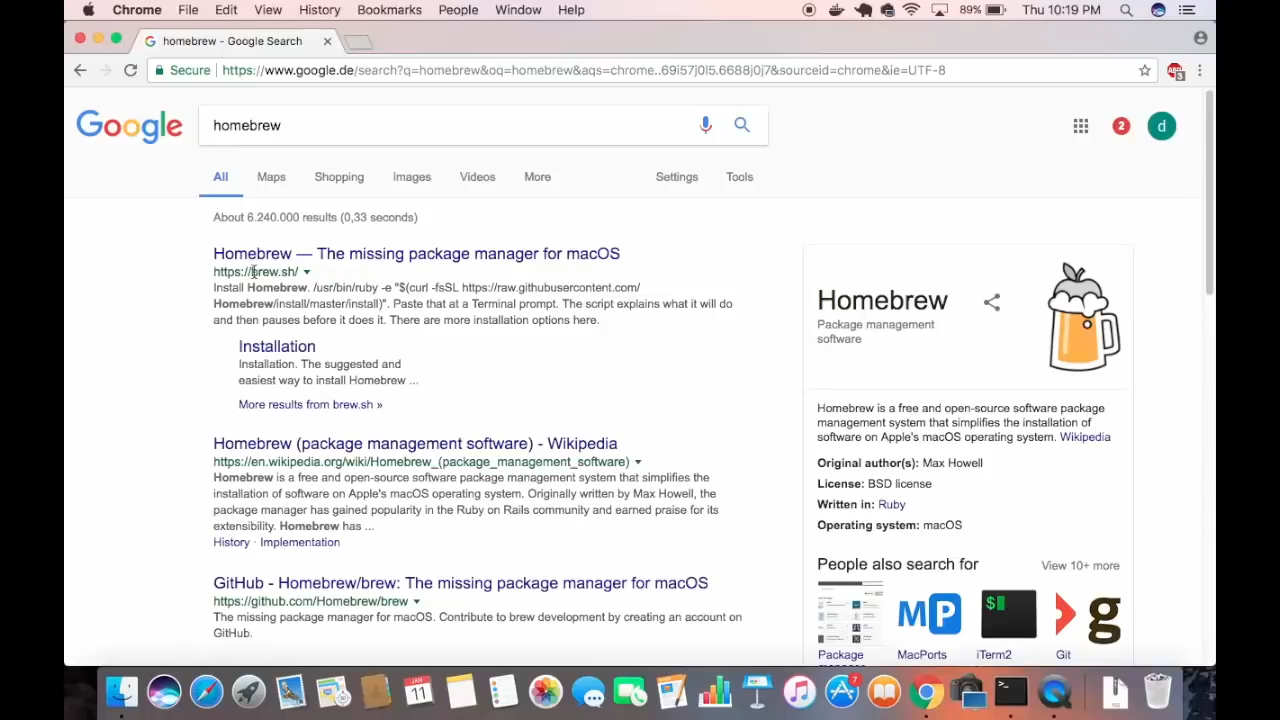 Chrome File Edit View History Bookmarks People Window Help 89% Thu 10:19 PM
homebrew - Google Search
Secure https://www.google.de/search?q=homebrew&oq=homebrew&aqs=chrome..69i57j0l5.6688j0j7&sourceid=chrome&ie=UTF-8
ABP
3
Google
homebrew
2
d
All Maps Shopping Images Videos More Settings Tools
About 6.240.000 results (0,33 seconds)
Homebrew — The missing package manager for macOS
https://brew.sh/
Install Homebrew. /usr/bin/ruby -e "$(curl -fsSL https://raw.githubusercontent.com/
Homebrew/install/master/install)". Paste that at a Terminal prompt. The script explains what it will do
and then pauses before it does it. There are more installation options here.
Installation
Installation. The suggested and
easiest way to install Homebrew ...
More results from brew.sh »
Homebrew (package management software) - Wikipedia
https://en.wikipedia.org/wiki/Homebrew_(package_management_software)
Homebrew is a free and open-source software package management system that simplifies the
installation of software on Apple's macOS operating system. Originally written by Max Howell, the
package manager has gained popularity in the Ruby on Rails community and earned praise for its
extensibility. Homebrew has ...
History · Implementation
GitHub - Homebrew/brew: The missing package manager for macOS
https://github.com/Homebrew/brew
The missing package manager for macOS. Contribute to brew development by creating an account on
GitHub.
Homebrew
Package management
software
Homebrew is a free and open-source software package
management system that simplifies the installation of
software on Apple's macOS operating system. Wikipedia
Original author(s): Max Howell
License: BSD license
Written in: Ruby
Operating system: macOS
People also search for View 10+ more
MP
$
g
Package MacPorts iTerm2 Git
JAN
11
7